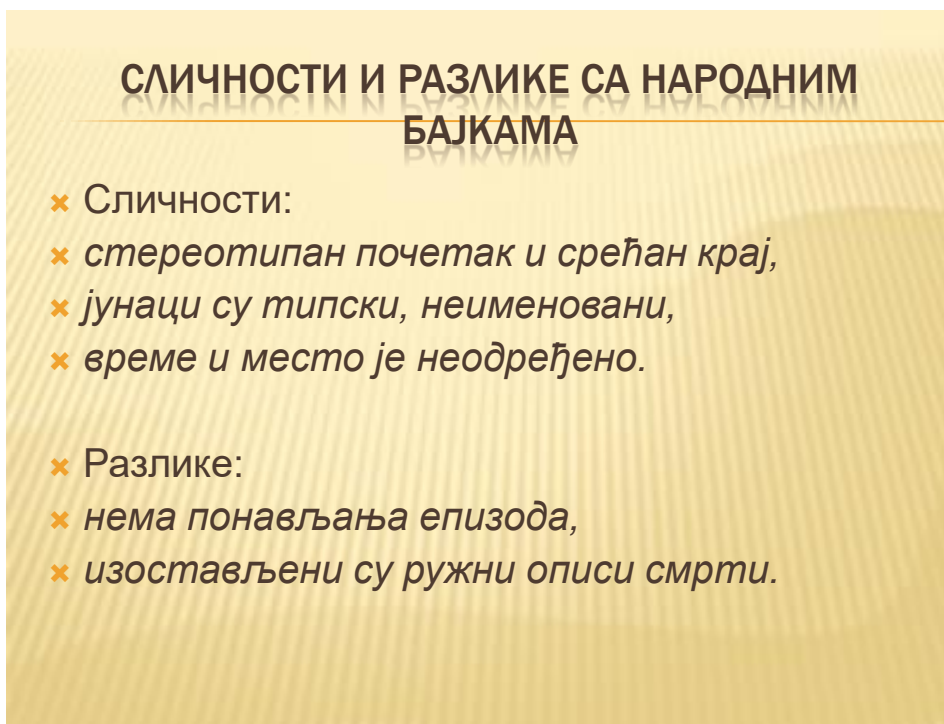 СЛИЧНОСТИ И РАЗЛИКЕ СА НАРОДНИМ
БАЈКАМА
Сличности:
стереотипан почетак и срећан крај,
јунаци су типски, неименовани,
време и место је неодређено.
Разлике:
нема понављања епизода,
изостављени су ружни описи смрти.